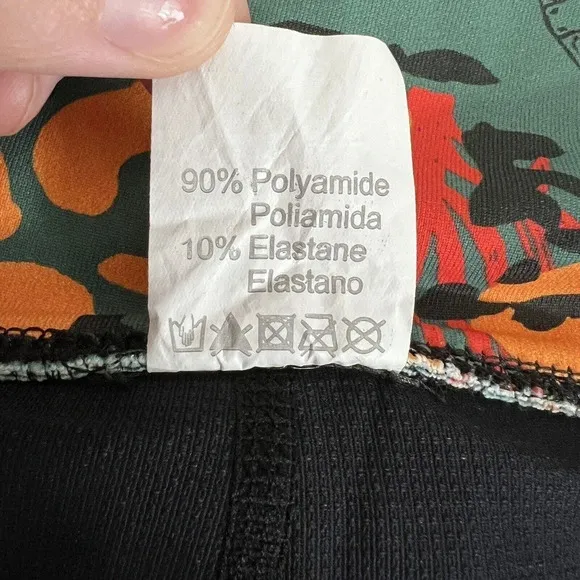 90% Polyamide
Poliamida
10% Elastane
Elastano